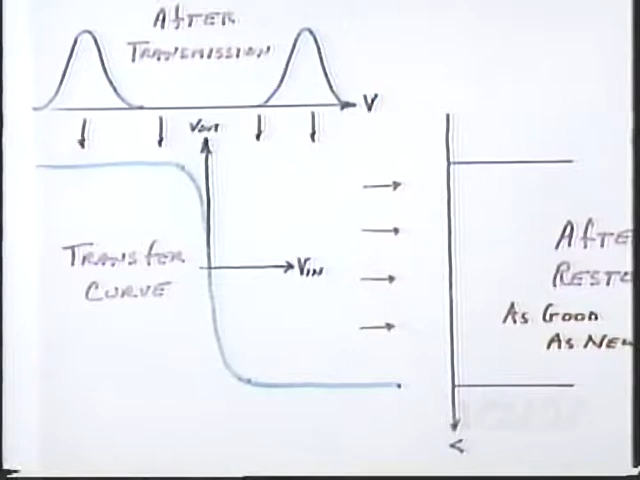 After
Transmission
V
Vout
Transfer
Curve
VIN
Afte
Resto
As Good
As New
V